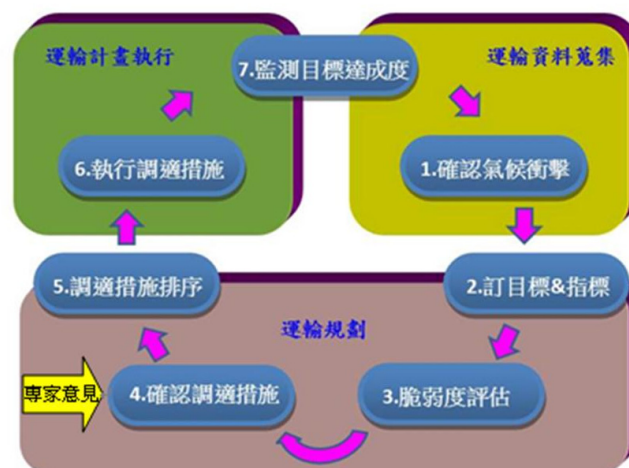 運輸計畫執行
7.監測目標達成度
運輸資料蒐集
6.執行調適措施
1.確認氣候衝擊
5.調適措施排序
2.訂目標&指標
運輸規劃
專家意見
4.確認調適措施
3.脆弱度評估